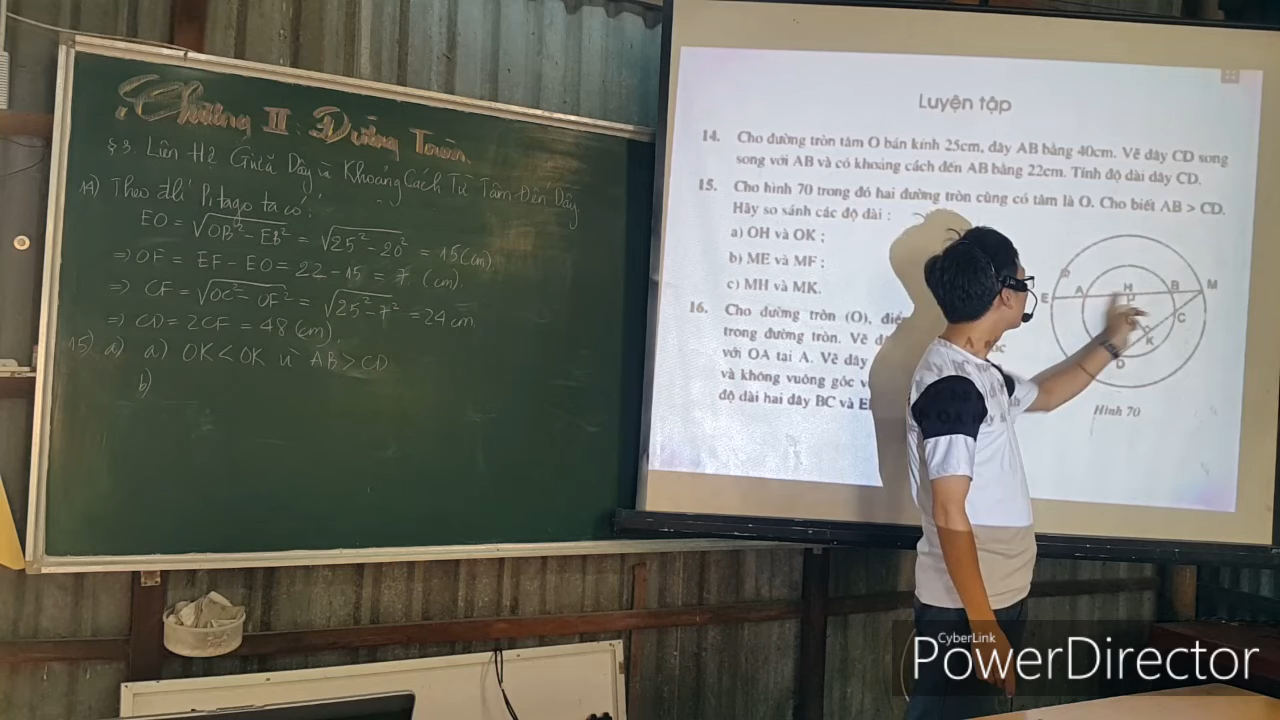 Chương II: Đường Tròn.
§3. Liên Hệ Giữa Dây và Khoảng Cách Từ Tâm Đến Dây
14) Theo đlí Pitago ta có:
EO = √OB² - EB² = √25² - 20² = 15 (cm)
⇒ OF = EF - EO = 22 - 15 = 7 (cm).
⇒ CF = √OC² - OF² = √25² - 7² = 24 cm.
⇒ CD = 2CF = 48 (cm).
15) a) a) OK < OK vì AB > CD
b)
Luyện tập
14. Cho đường tròn tâm O bán kính 25cm, dây AB bằng 40cm. Vẽ dây CD song
song với AB và có khoảng cách đến AB bằng 22cm. Tính độ dài dây CD.
15. Cho hình 70 trong đó hai đường tròn cùng có tâm là O. Cho biết AB > CD.
Hãy so sánh các độ dài :
a) OH và OK ;
b) ME và MF ;
c) MH và MK.
16. Cho đường tròn (O),
trong đường tròn. Vẽ
với OA tại A. Vẽ dây
và không vuông góc
độ dài hai dây BC và
E A H B M
C
K
D
Hình 70
CyberLink
PowerDirector